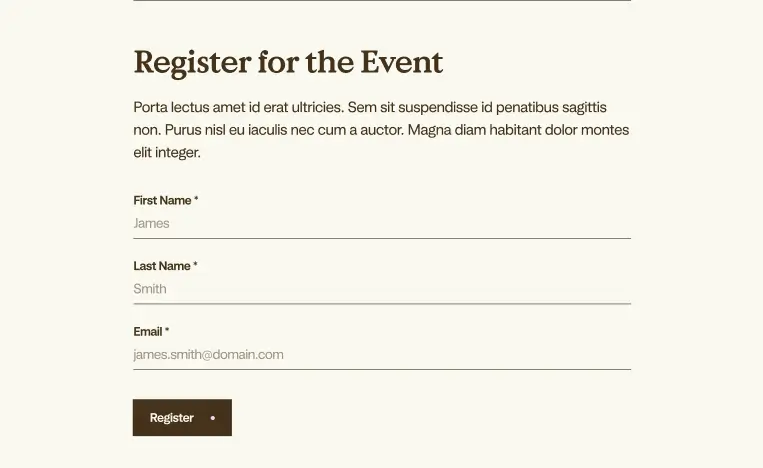 Register for the Event
Porta lectus amet id erat ultricies. Sem sit suspendisse id penatibus sagittis
non. Purus nisl eu iaculis nec cum a auctor. Magna diam habitant dolor montes
elit integer.
First Name *
James
Last Name *
Smith
Email *
james.smith@domain.com
Register